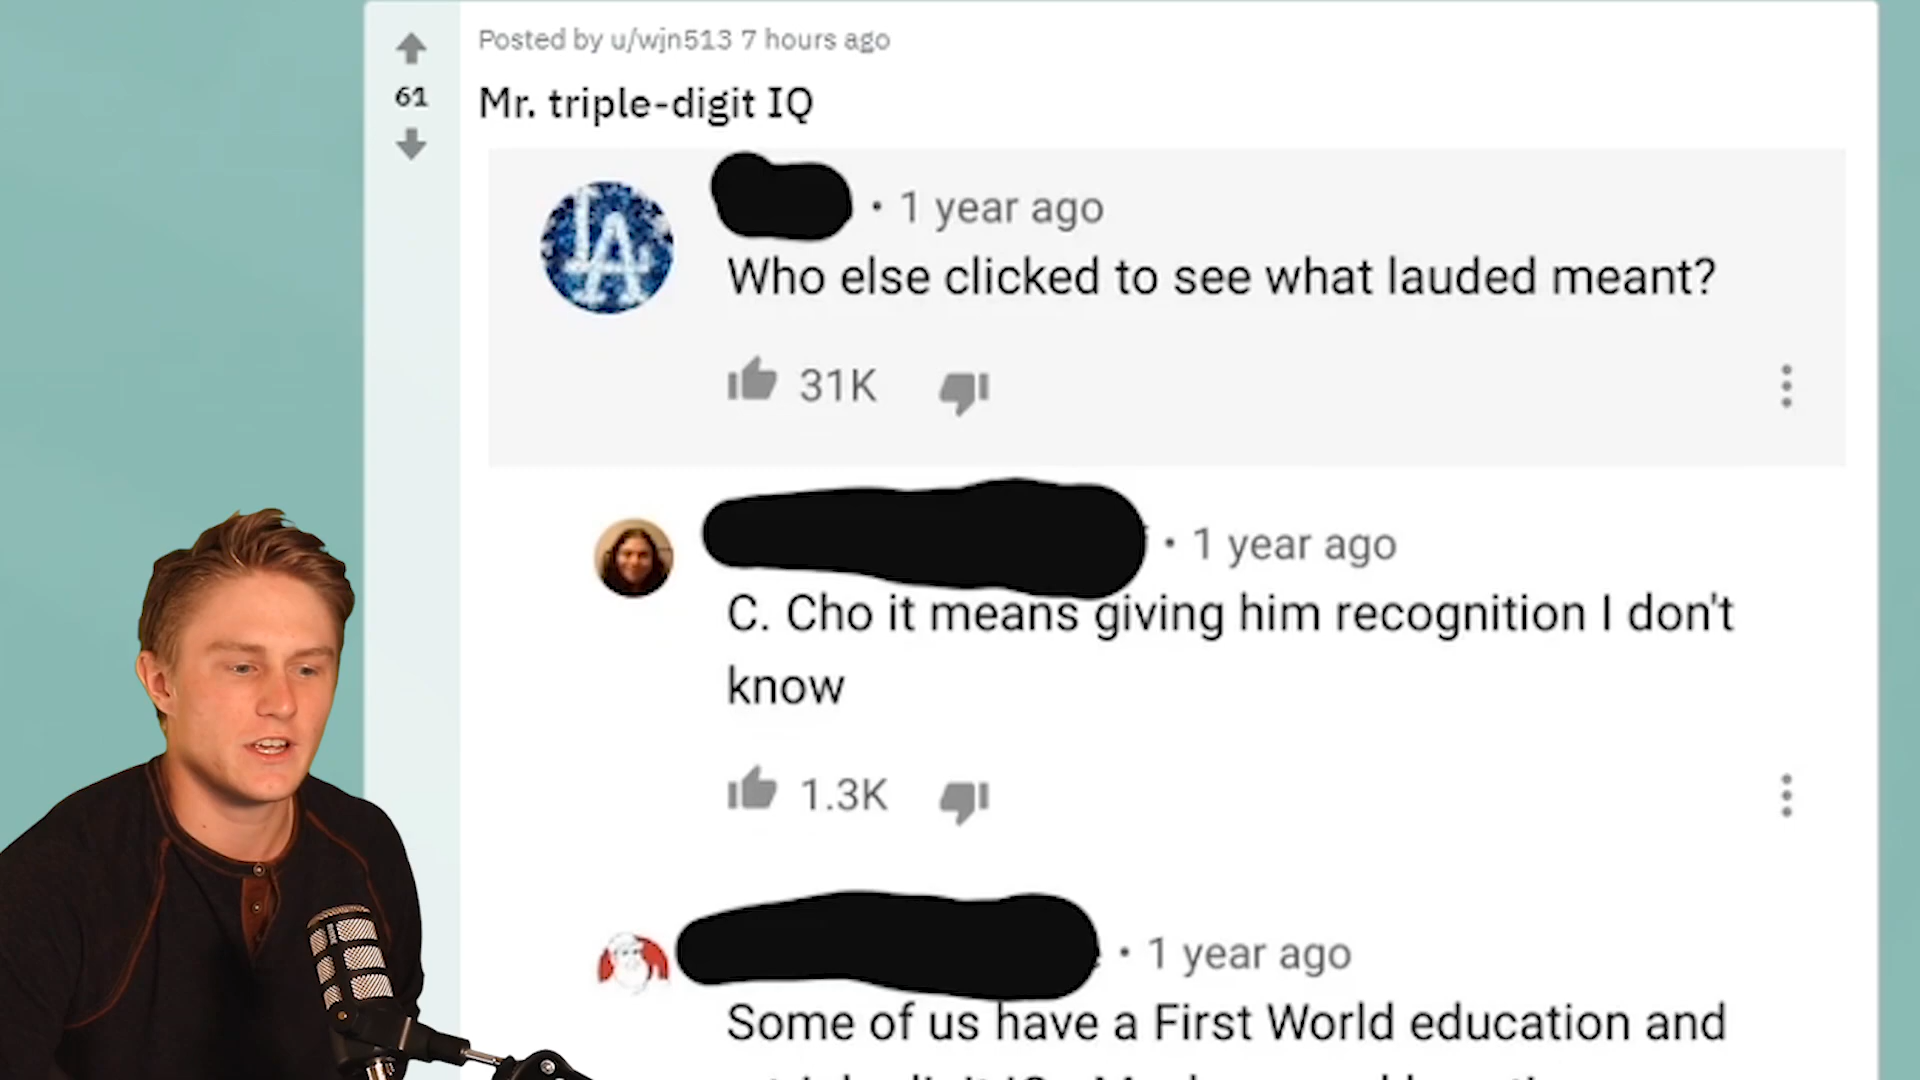 Posted by u/wjn513 7 hours ago
61
Mr. triple-digit IQ
LA
• 1 year ago
Who else clicked to see what lauded meant?
31K
• 1 year ago
C. Cho it means giving him recognition I don't
know
1.3K
• 1 year ago
Some of us have a First World education and